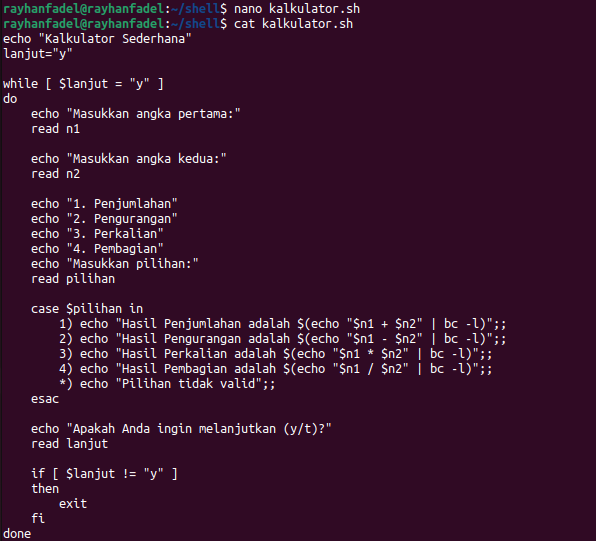 rayhanfadel@rayhanfadel:~/shell$ nano kalkulator.sh
rayhanfadel@rayhanfadel:~/shell$ cat kalkulator.sh
echo "Kalkulator Sederhana"
lanjut="y"

while [ $lanjut = "y" ]
do
    echo "Masukkan angka pertama:"
    read n1

    echo "Masukkan angka kedua:"
    read n2

    echo "1. Penjumlahan"
    echo "2. Pengurangan"
    echo "3. Perkalian"
    echo "4. Pembagian"
    echo "Masukkan pilihan:"
    read pilihan

    case $pilihan in
        1) echo "Hasil Penjumlahan adalah $(echo "$n1 + $n2" | bc -l)";;
        2) echo "Hasil Pengurangan adalah $(echo "$n1 - $n2" | bc -l)";;
        3) echo "Hasil Perkalian adalah $(echo "$n1 * $n2" | bc -l)";;
        4) echo "Hasil Pembagian adalah $(echo "$n1 / $n2" | bc -l)";;
        *) echo "Pilihan tidak valid";;
    esac

    echo "Apakah Anda ingin melanjutkan (y/t)?"
    read lanjut

    if [ $lanjut != "y" ]
    then
        exit
    fi
done